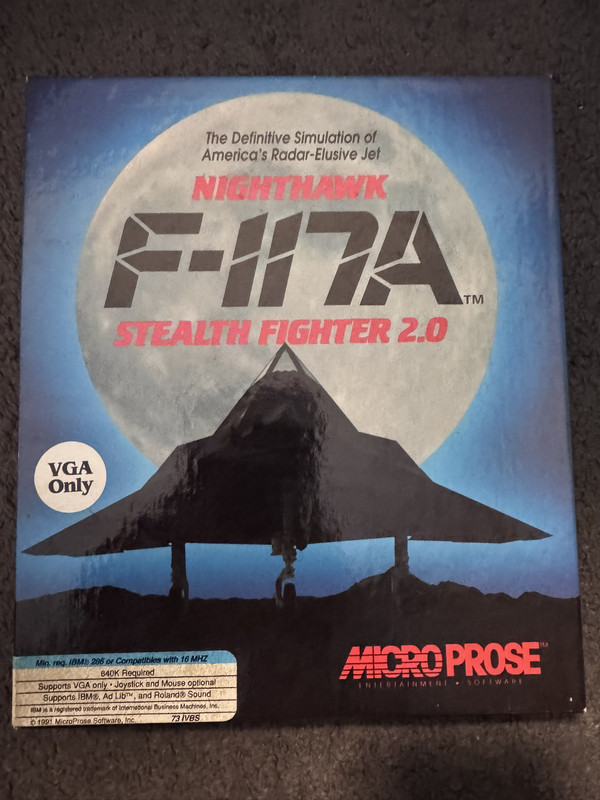 The Definitive Simulation of
America's Radar-Elusive Jet
NIGHTHAWK
F-117A™
STEALTH FIGHTER 2.0
VGA
Only
Min. req. IBM® 286 or Compatibles with 16 MHZ
640K Required
Supports VGA only • Joystick and Mouse optional
Supports IBM®, Ad Lib™, and Roland® Sound
IBM is a registered trademark of International Business Machines, Inc.
© 1991 MicroProse Software, Inc. 73 IVBS
MICROPROSE™
ENTERTAINMENT • SOFTWARE